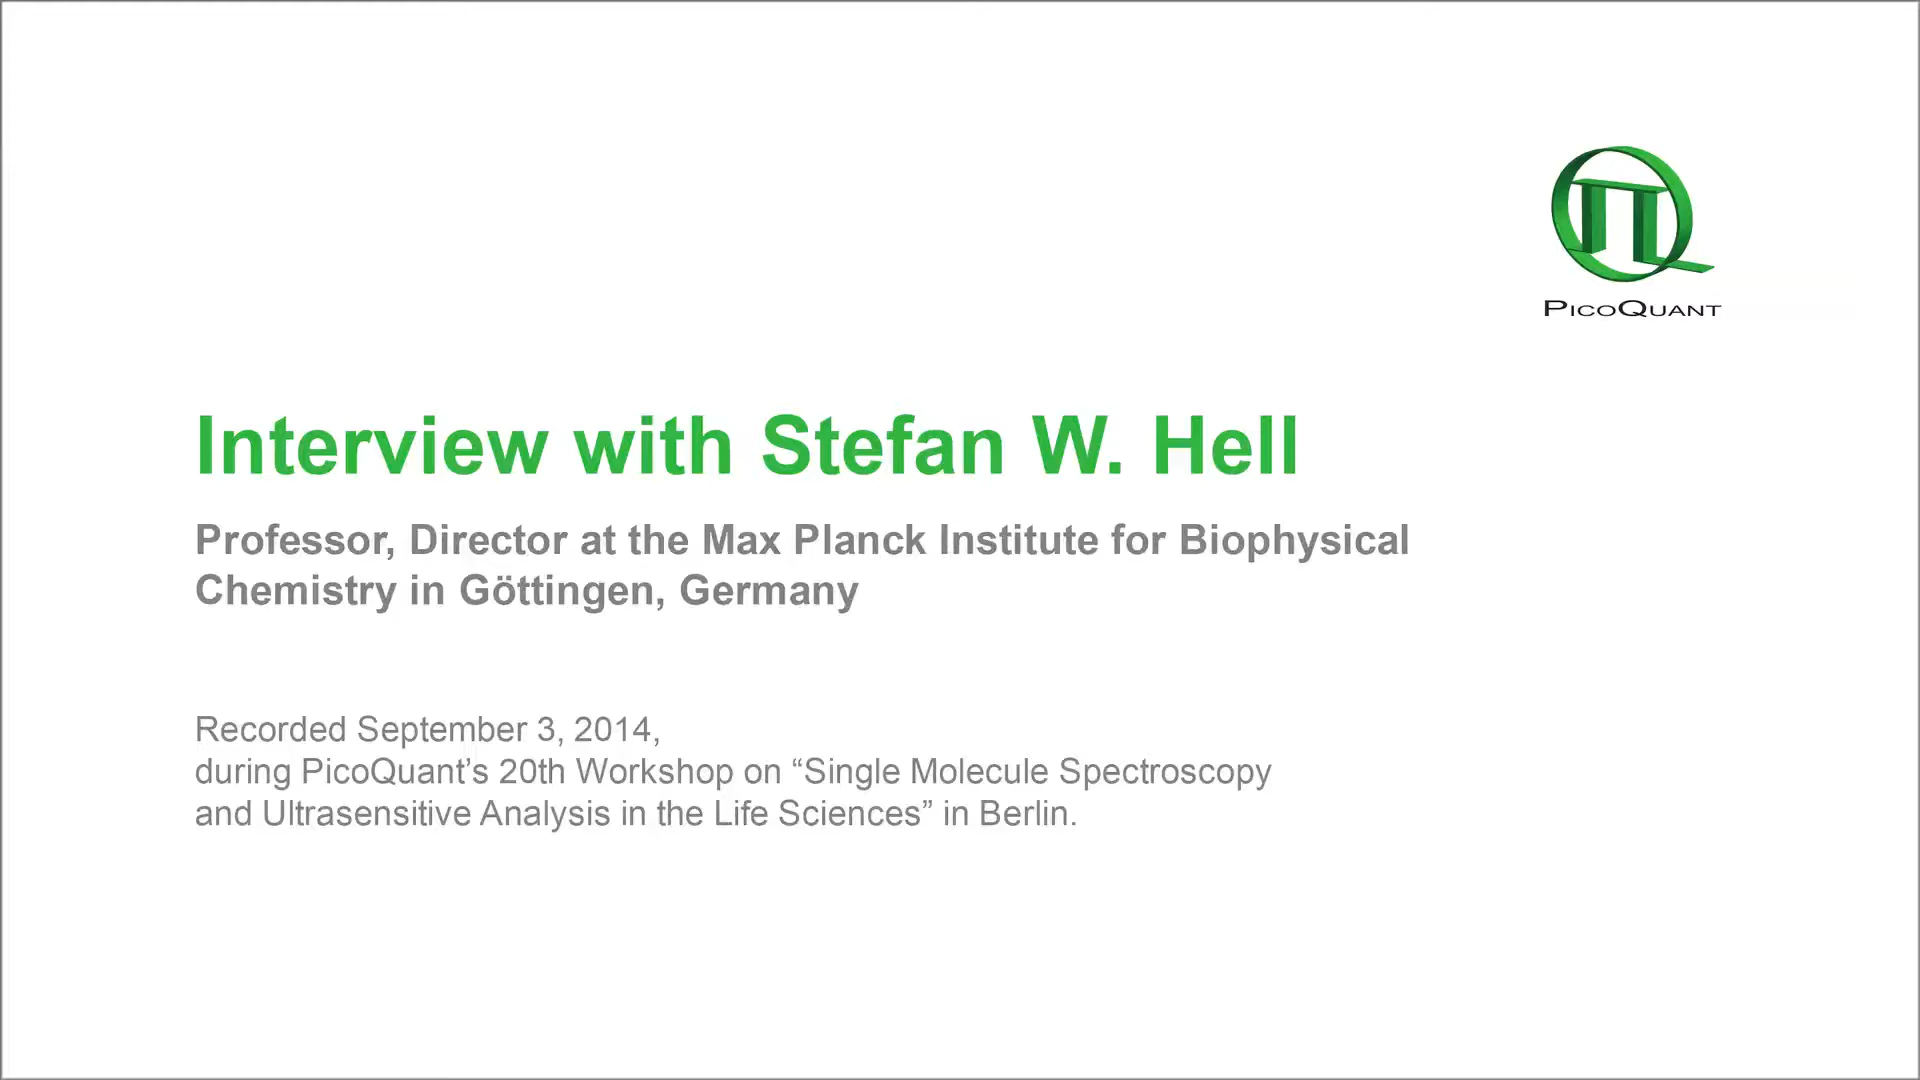 PICOQUANT
Interview with Stefan W. Hell
Professor, Director at the Max Planck Institute for Biophysical
Chemistry in Göttingen, Germany
Recorded September 3, 2014,
during PicoQuant’s 20th Workshop on “Single Molecule Spectroscopy
and Ultrasensitive Analysis in the Life Sciences” in Berlin.